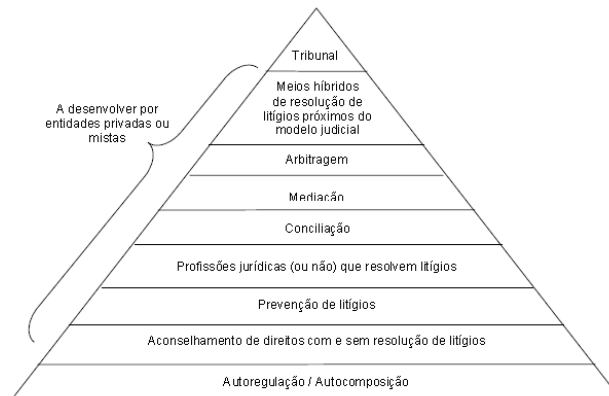 Tribunal
Meios híbridos
de resolução de
litígios próximos do
modelo judicial
A desenvolver por
entidades privadas ou
mistas
Arbitragem
Mediação
Conciliação
Profissões jurídicas (ou não) que resolvem litígios
Prevenção de litígios
Aconselhamento de direitos com e sem resolução de litígios
Autoregulação / Autocomposição